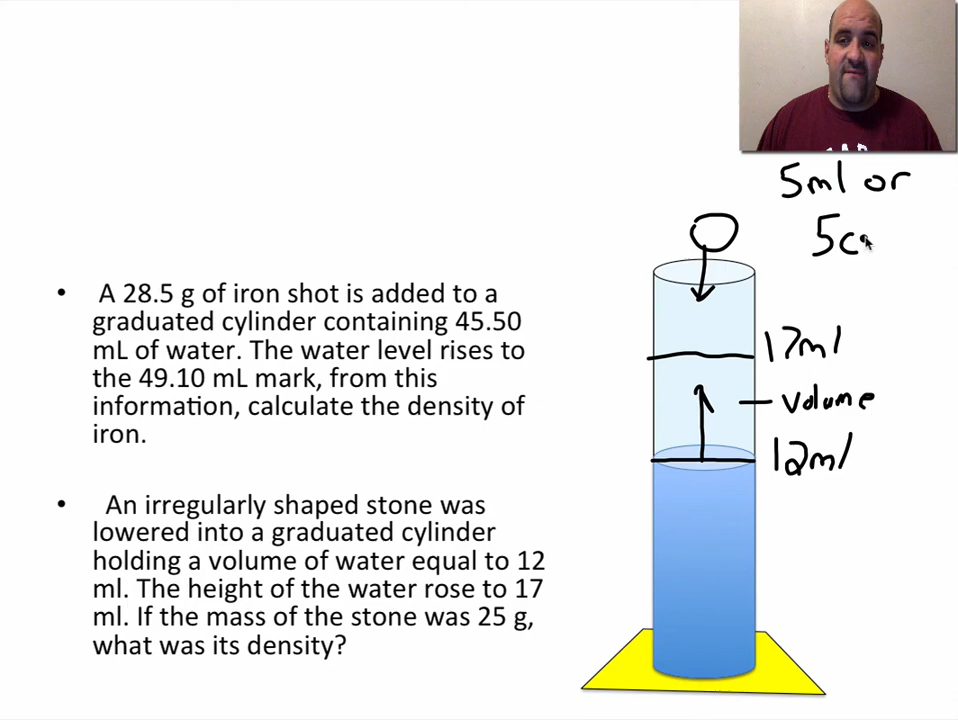 5ml or
5c
• A 28.5 g of iron shot is added to a
graduated cylinder containing 45.50
mL of water. The water level rises to
the 49.10 mL mark, from this
information, calculate the density of
iron.
17ml
volume
12ml
• An irregularly shaped stone was
lowered into a graduated cylinder
holding a volume of water equal to 12
ml. The height of the water rose to 17
ml. If the mass of the stone was 25 g,
what was its density?